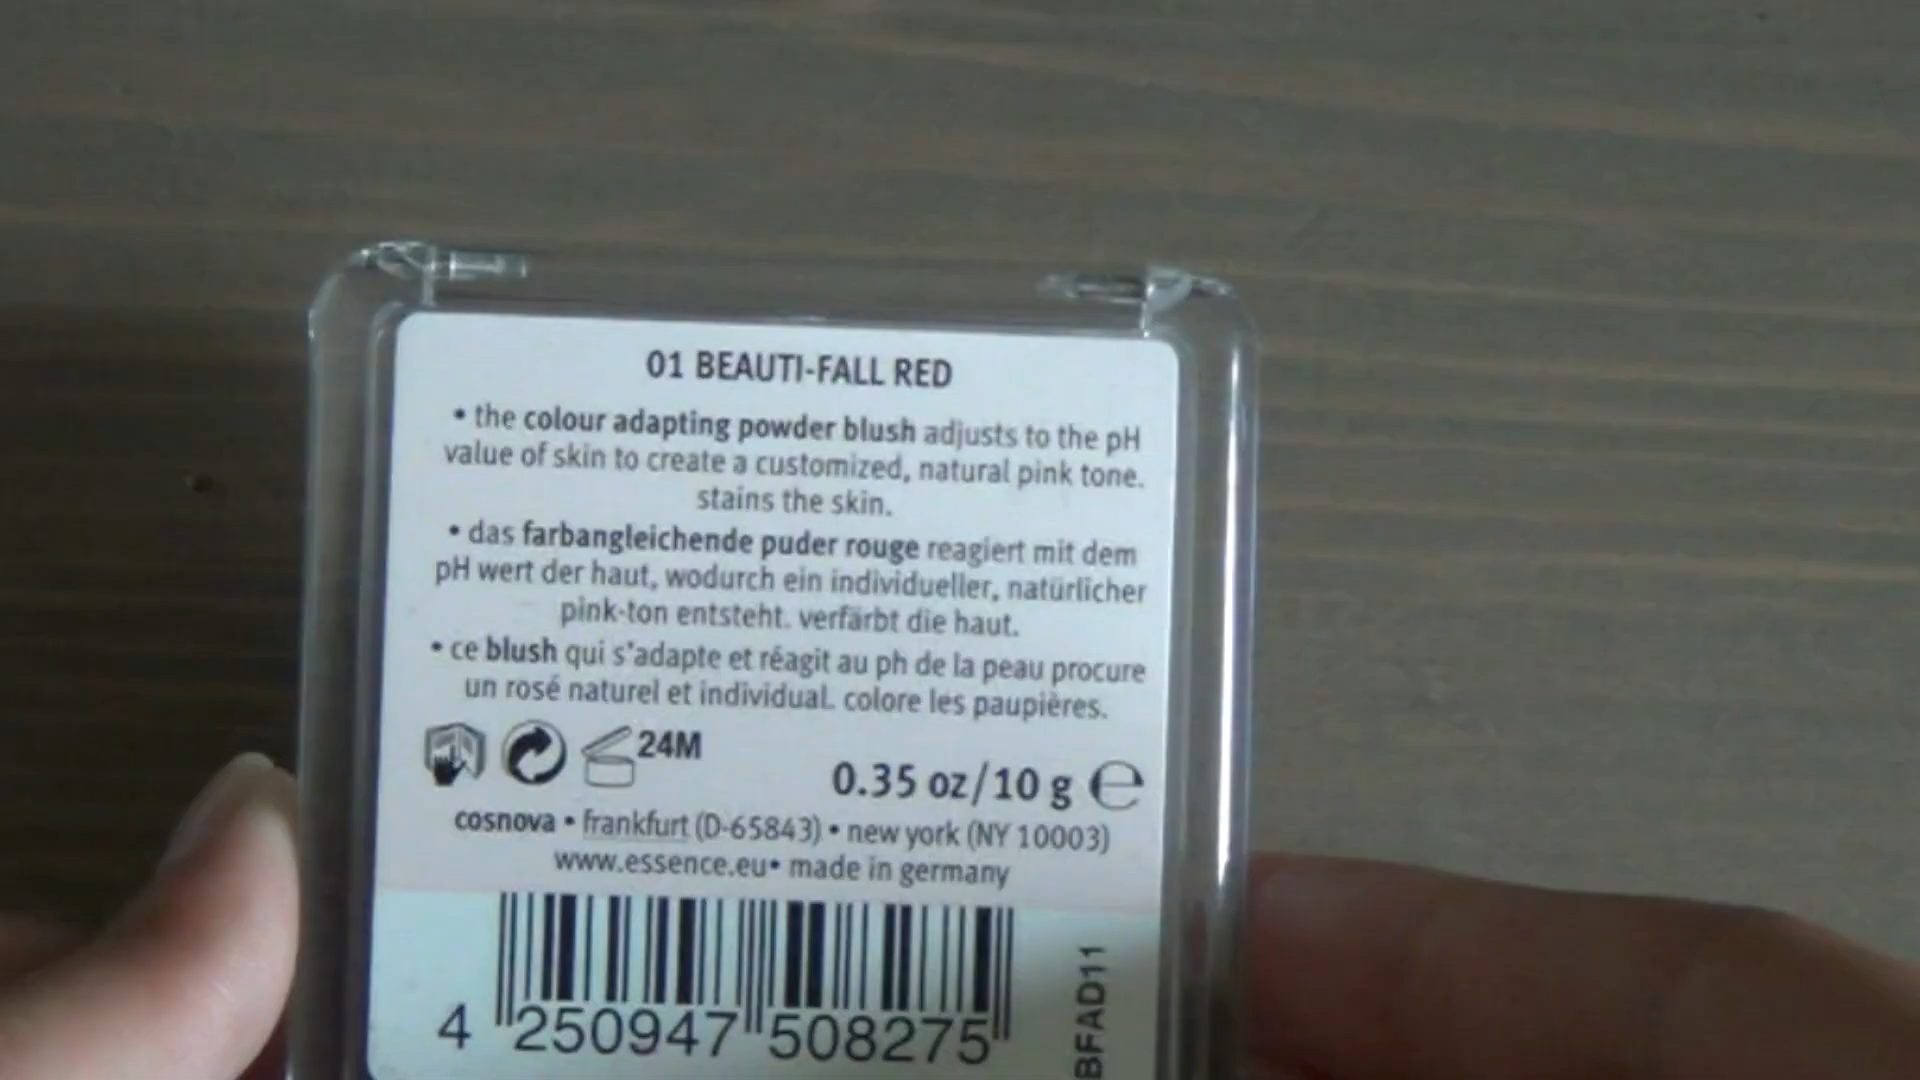 01 BEAUTI-FALL RED
• the colour adapting powder blush adjusts to the pH
value of skin to create a customized, natural pink tone.
stains the skin.
• das farbangleichende puder rouge reagiert mit dem
pH wert der haut, wodurch ein individueller, natürlicher
pink-ton entsteht. verfärbt die haut.
• ce blush qui s'adapte et réagit au ph de la peau procure
un rosé naturel et individual. colore les paupières.
24M
0.35 oz/10 g ℮
cosnova • frankfurt (D-65843) • new york (NY 10003)
www.essence.eu• made in germany
4 250947 508275
BFAD11